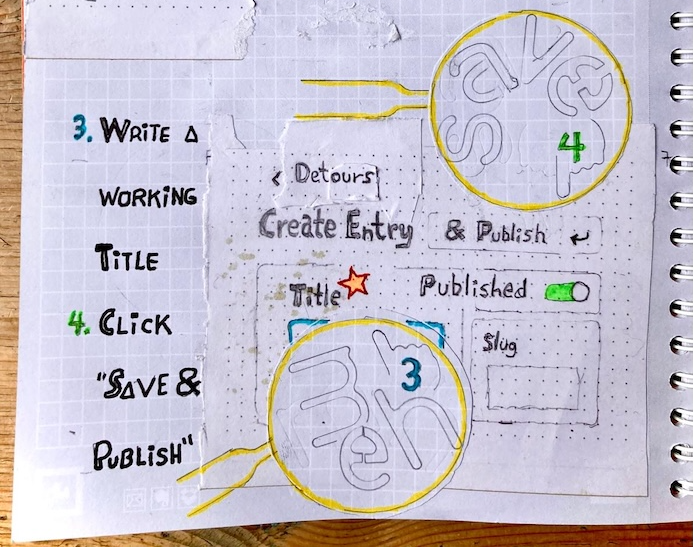 3. WRITE A
WORKING
TITLE
4. CLICK
"SAVE &
PUBLISH"
save
4
< Detours
Create Entry
& Publish ↵
Title
Published
Slug
3
meh
7